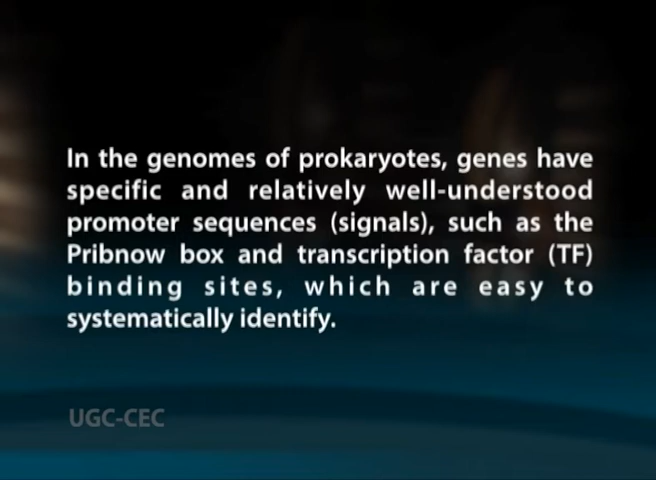 In the genomes of prokaryotes, genes have
specific and relatively well-understood
promoter sequences (signals), such as the
Pribnow box and transcription factor (TF)
binding sites, which are easy to
systematically identify.
UGC-CEC